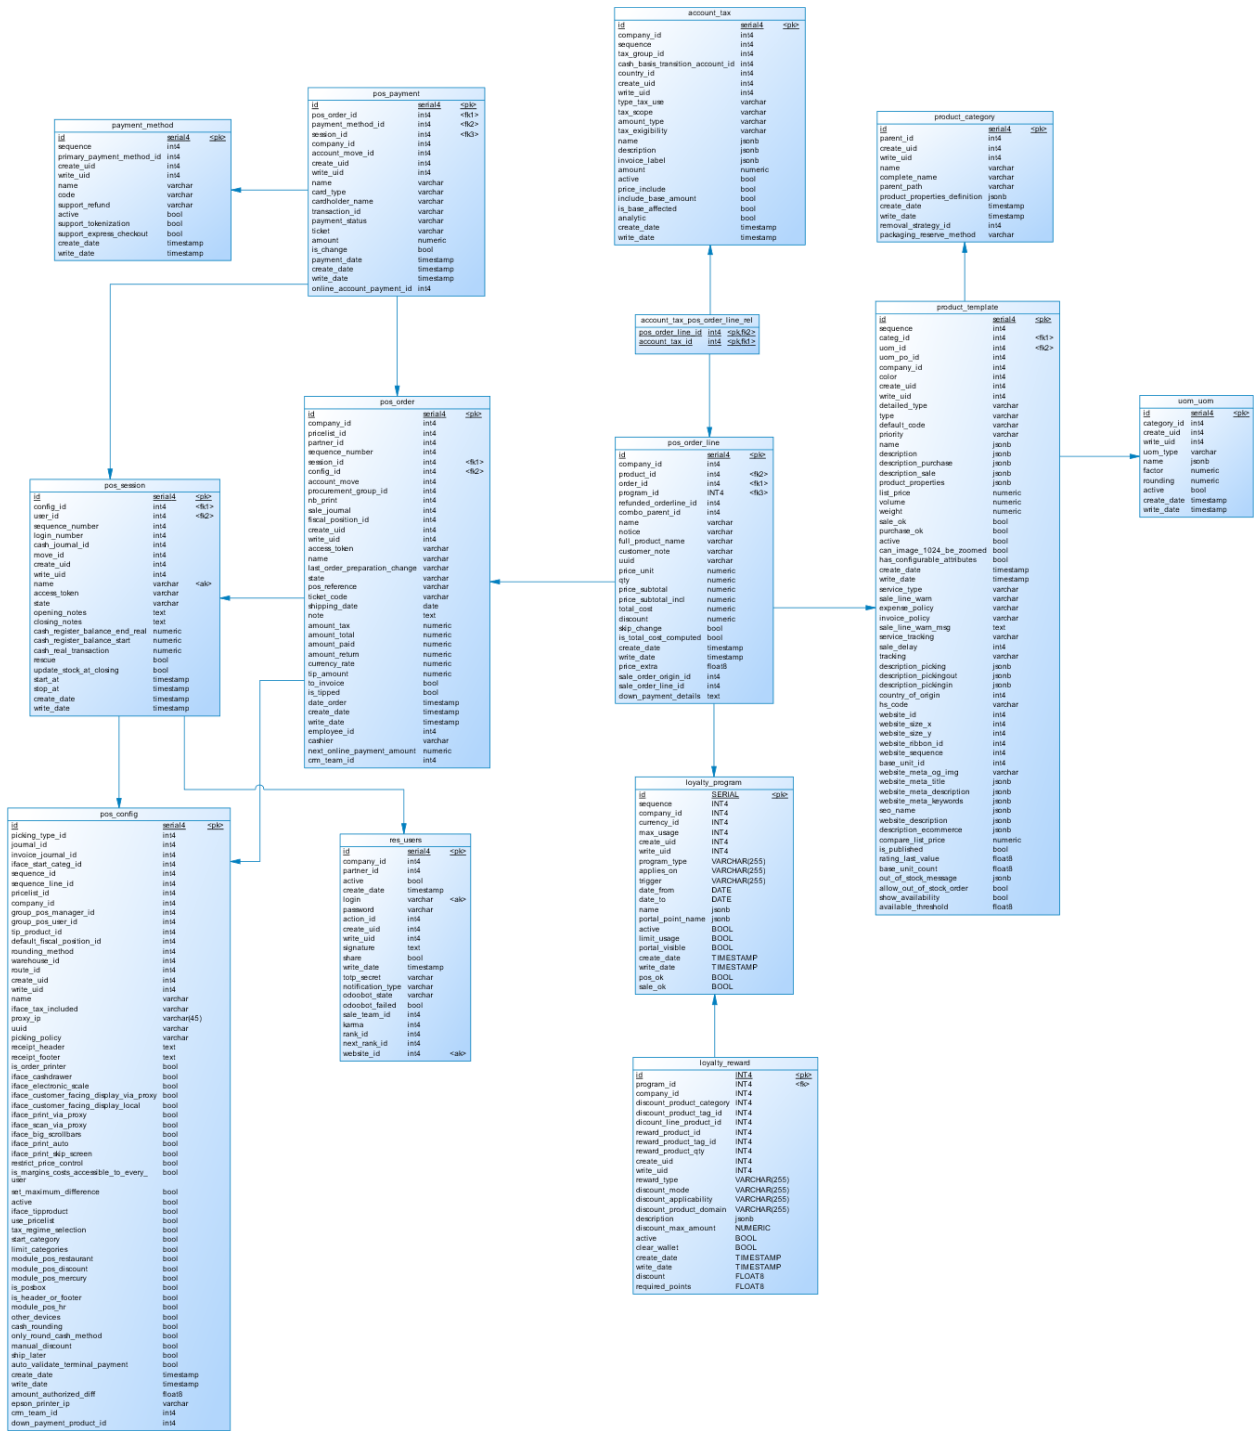 account_tax
id serial4 <pk>
company_id int4
sequence int4
tax_group_id int4
cash_basis_transition_account_id int4
country_id int4
create_uid int4
write_uid int4
type_tax_use varchar
tax_scope varchar
amount_type varchar
tax_exigibility varchar
name jsonb
description jsonb
invoice_label jsonb
amount numeric
active bool
price_include bool
include_base_amount bool
is_base_affected bool
analytic bool
create_date timestamp
write_date timestamp
pos_payment
id serial4 <pk>
pos_order_id int4 <fk1>
payment_method_id int4 <fk2>
session_id int4 <fk3>
company_id int4
account_move_id int4
create_uid int4
write_uid int4
name varchar
card_type varchar
cardholder_name varchar
transaction_id varchar
payment_status varchar
ticket varchar
amount numeric
is_change bool
payment_date timestamp
create_date timestamp
write_date timestamp
online_account_payment_id int4
payment_method
id serial4 <pk>
sequence int4
primary_payment_method_id int4
create_uid int4
write_uid int4
name varchar
code varchar
support_refund varchar
active bool
support_tokenization bool
support_express_checkout bool
create_date timestamp
write_date timestamp
product_category
id serial4 <pk>
parent_id int4
create_uid int4
write_uid int4
name varchar
complete_name varchar
parent_path varchar
product_properties_definition jsonb
create_date timestamp
write_date timestamp
removal_strategy_id int4
packaging_reserve_method varchar
account_tax_pos_order_line_rel
pos_order_line_id int4 <pk,fk2>
account_tax_id int4 <pk,fk1>
product_template
id serial4 <pk>
sequence int4
categ_id int4 <fk1>
uom_id int4 <fk2>
uom_po_id int4
company_id int4
color int4
create_uid int4
write_uid int4
detailed_type varchar
type varchar
default_code varchar
priority varchar
name jsonb
description jsonb
description_purchase jsonb
description_sale jsonb
product_properties jsonb
list_price numeric
volume numeric
weight numeric
sale_ok bool
purchase_ok bool
active bool
can_image_1024_be_zoomed bool
has_configurable_attributes bool
create_date timestamp
write_date timestamp
service_type varchar
sale_line_warn varchar
expense_policy varchar
invoice_policy varchar
sale_line_warn_msg text
service_tracking varchar
sale_delay int4
tracking varchar
description_picking jsonb
description_pickingout jsonb
description_pickingin jsonb
country_of_origin int4
hs_code varchar
website_id int4
website_size_x int4
website_size_y int4
website_ribbon_id int4
website_sequence int4
base_unit_id int4
website_meta_og_img varchar
website_meta_title jsonb
website_meta_description jsonb
website_meta_keywords jsonb
seo_name jsonb
website_description jsonb
description_ecommerce jsonb
compare_list_price numeric
is_published bool
rating_last_value float8
base_unit_count float8
out_of_stock_message jsonb
allow_out_of_stock_order bool
show_availability bool
available_threshold float8
uom_uom
id serial4 <pk>
category_id int4
create_uid int4
write_uid int4
uom_type varchar
name jsonb
factor numeric
rounding numeric
active bool
create_date timestamp
write_date timestamp
pos_order
id serial4 <pk>
company_id int4
pricelist_id int4
partner_id int4
sequence_number int4
session_id int4 <fk1>
config_id int4 <fk2>
account_move int4
procurement_group_id int4
nb_print int4
sale_journal int4
fiscal_position_id int4
create_uid int4
write_uid int4
access_token varchar
name varchar
last_order_preparation_change varchar
state varchar
pos_reference varchar
ticket_code varchar
shipping_date date
note text
amount_tax numeric
amount_total numeric
amount_paid numeric
amount_return numeric
currency_rate numeric
tip_amount numeric
to_invoice bool
is_tipped bool
date_order timestamp
create_date timestamp
write_date timestamp
employee_id int4
cashier varchar
next_online_payment_amount numeric
crm_team_id int4
pos_order_line
id serial4 <pk>
company_id int4
product_id int4 <fk2>
order_id int4 <fk1>
program_id INT4 <fk3>
refunded_orderline_id int4
combo_parent_id int4
name varchar
notice varchar
full_product_name varchar
customer_note varchar
uuid varchar
price_unit numeric
qty numeric
price_subtotal numeric
price_subtotal_incl numeric
total_cost numeric
discount numeric
skip_change bool
is_total_cost_computed bool
create_date timestamp
write_date timestamp
price_extra float8
sale_order_origin_id int4
sale_order_line_id int4
down_payment_details text
pos_session
id serial4 <pk>
config_id int4 <fk1>
user_id int4 <fk2>
sequence_number int4
login_number int4
cash_journal_id int4
move_id int4
create_uid int4
write_uid int4
name varchar <ak>
access_token varchar
state varchar
opening_notes text
closing_notes text
cash_register_balance_end_real numeric
cash_register_balance_start numeric
cash_real_transaction numeric
rescue bool
update_stock_at_closing bool
start_at timestamp
stop_at timestamp
create_date timestamp
write_date timestamp
loyalty_program
id SERIAL <pk>
sequence INT4
company_id INT4
currency_id INT4
max_usage INT4
create_uid INT4
write_uid INT4
program_type VARCHAR(255)
applies_on VARCHAR(255)
trigger VARCHAR(255)
date_from DATE
date_to DATE
name jsonb
portal_point_name jsonb
active BOOL
limit_usage BOOL
portal_visible BOOL
create_date TIMESTAMP
write_date TIMESTAMP
pos_ok BOOL
sale_ok BOOL
pos_config
id serial4 <pk>
picking_type_id int4
journal_id int4
invoice_journal_id int4
iface_start_categ_id int4
sequence_id int4
sequence_line_id int4
pricelist_id int4
company_id int4
group_pos_manager_id int4
group_pos_user_id int4
tip_product_id int4
default_fiscal_position_id int4
rounding_method int4
warehouse_id int4
route_id int4
create_uid int4
write_uid int4
name varchar
iface_tax_included varchar
proxy_ip varchar(45)
uuid varchar
picking_policy varchar
receipt_header text
receipt_footer text
is_order_printer bool
iface_cashdrawer bool
iface_electronic_scale bool
iface_customer_facing_display_via_proxy bool
iface_customer_facing_display_local bool
iface_print_via_proxy bool
iface_scan_via_proxy bool
iface_big_scrollbars bool
iface_print_auto bool
iface_print_skip_screen bool
restrict_price_control bool
is_margins_costs_accessible_to_every_ bool
user
set_maximum_difference bool
active bool
iface_tipproduct bool
use_pricelist bool
tax_regime_selection bool
start_category bool
limit_categories bool
module_pos_restaurant bool
module_pos_discount bool
module_pos_mercury bool
is_posbox bool
is_header_or_footer bool
module_pos_hr bool
other_devices bool
cash_rounding bool
only_round_cash_method bool
manual_discount bool
ship_later bool
auto_validate_terminal_payment bool
create_date timestamp
write_date timestamp
amount_authorized_diff float8
epson_printer_ip varchar
crm_team_id int4
down_payment_product_id int4
res_users
id serial4 <pk>
company_id int4
partner_id int4
active bool
create_date timestamp
login varchar <ak>
password varchar
action_id int4
create_uid int4
write_uid int4
signature text
share bool
write_date timestamp
totp_secret varchar
notification_type varchar
odoobot_state varchar
odoobot_failed bool
sale_team_id int4
karma int4
rank_id int4
next_rank_id int4
website_id int4 <ak>
loyalty_reward
id INT4 <pk>
program_id INT4 <fk>
company_id INT4
discount_product_category INT4
discount_product_tag_id INT4
dicount_line_product_id INT4
reward_product_id INT4
reward_product_tag_id INT4
reward_product_qty INT4
create_uid INT4
write_uid INT4
reward_type VARCHAR(255)
discount_mode VARCHAR(255)
discount_applicability VARCHAR(255)
discount_product_domain VARCHAR(255)
description jsonb
discount_max_amount NUMERIC
active BOOL
clear_wallet BOOL
create_date TIMESTAMP
write_date TIMESTAMP
discount FLOAT8
required_points FLOAT8